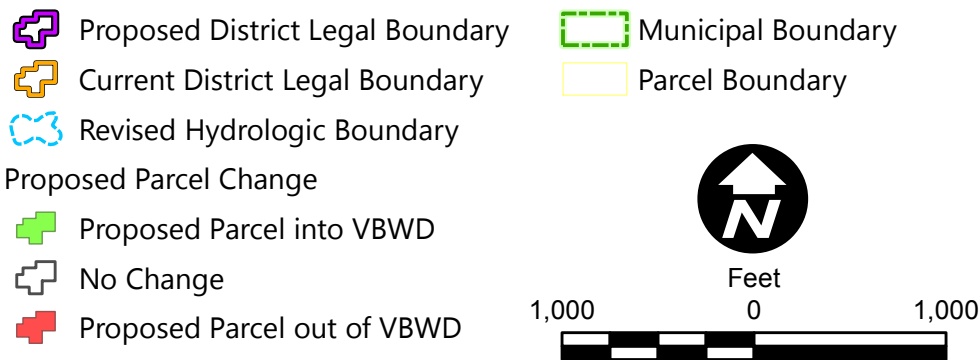 Proposed District Legal Boundary
Current District Legal Boundary
Revised Hydrologic Boundary
Proposed Parcel Change
Proposed Parcel into VBWD
No Change
Proposed Parcel out of VBWD
Municipal Boundary
Parcel Boundary
N
Feet
1,000 0 1,000